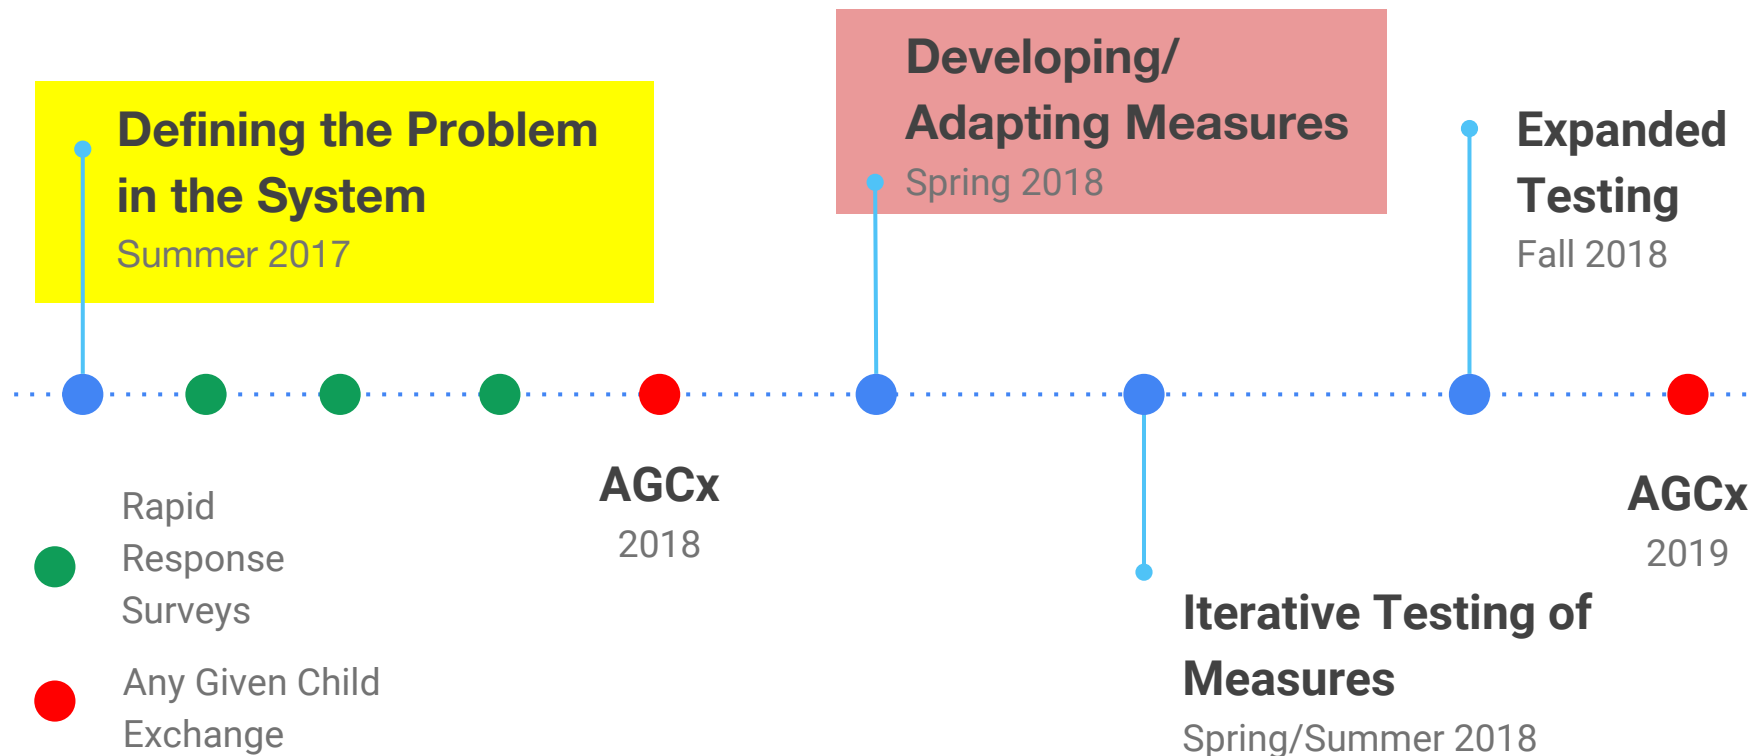 Defining the Problem
in the System
Summer 2017
Developing/
Adapting Measures
Spring 2018
Expanded
Testing
Fall 2018
AGCx
2018
AGCx
2019
Iterative Testing of
Measures
Spring/Summer 2018
Rapid
Response
Surveys
Any Given Child
Exchange